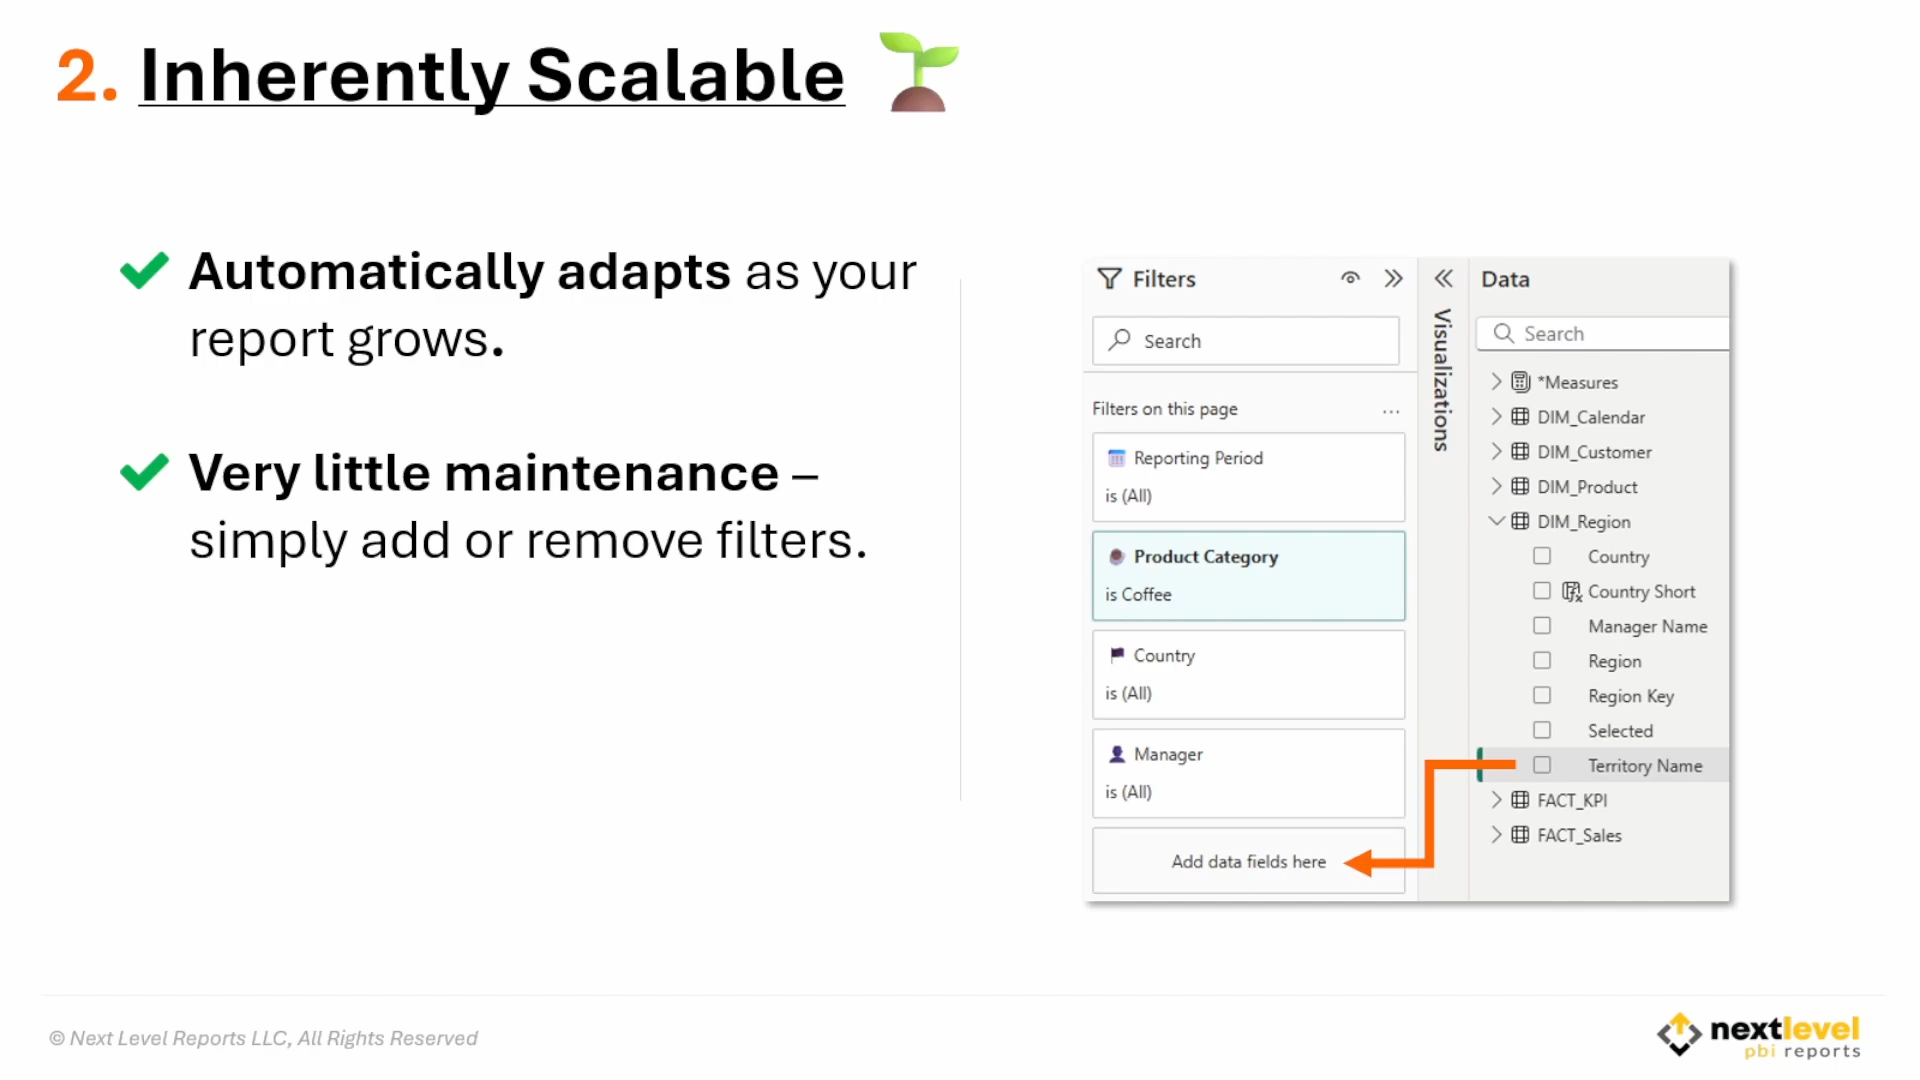 2. Inherently Scalable
Automatically adapts as your
report grows.
Very little maintenance –
simply add or remove filters.
Filters
Search
Filters on this page
...
Reporting Period
is (All)
Product Category
is Coffee
Country
is (All)
Manager
is (All)
Add data fields here
Visualizations
Data
Search
*Measures
DIM_Calendar
DIM_Customer
DIM_Product
DIM_Region
Country
Country Short
Manager Name
Region
Region Key
Selected
Territory Name
FACT_KPI
FACT_Sales
© Next Level Reports LLC, All Rights Reserved
nextlevel
pbi reports